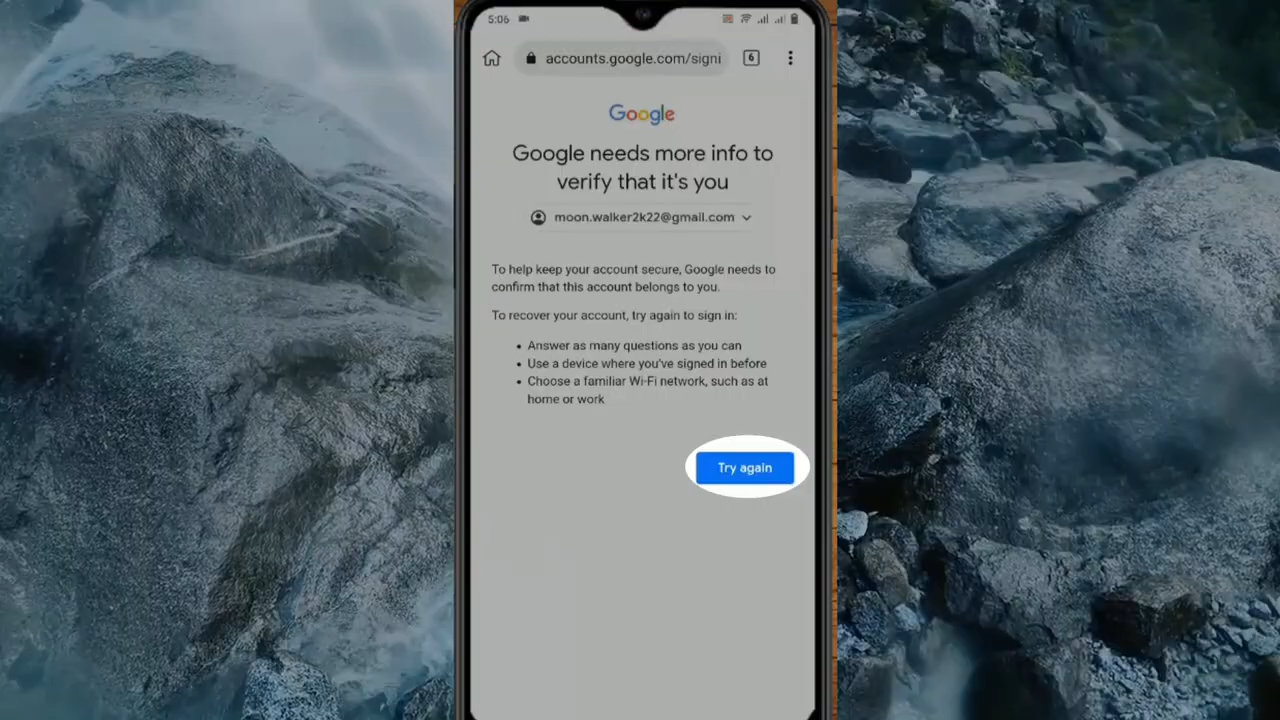 5:06
accounts.google.com/signi
6
Google
Google needs more info to
verify that it's you
moon.walker2k22@gmail.com
To help keep your account secure, Google needs to
confirm that this account belongs to you.
To recover your account, try again to sign in:
• Answer as many questions as you can
• Use a device where you've signed in before
• Choose a familiar Wi-Fi network, such as at
home or work
Try again